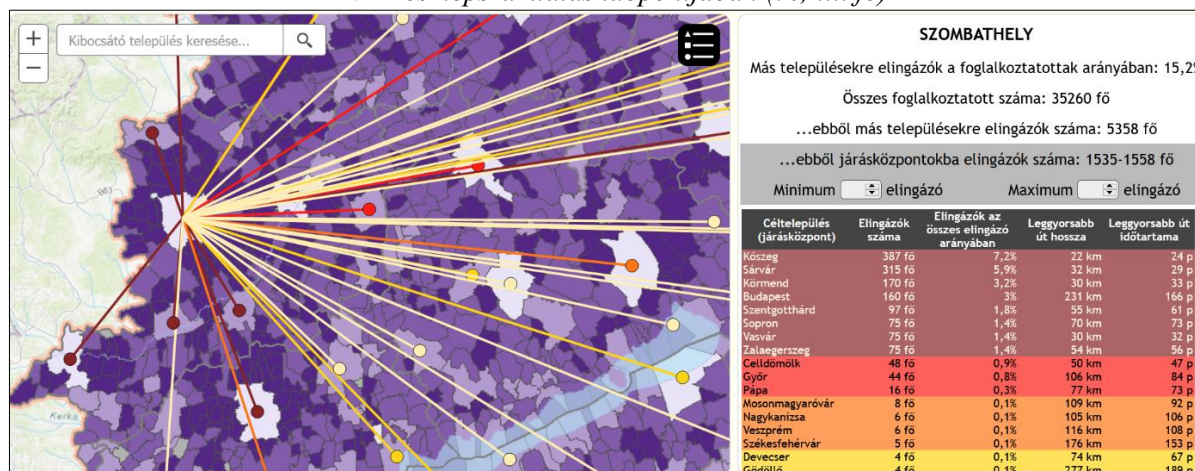 Kibocsátó település keresése...
Kerka
SZOMBATHELY
Más településekre elingázók a foglalkoztatottak arányában: 15,2%
Összes foglalkoztatott száma: 35260 fő
...ebből más településekre elingázók száma: 5358 fő
...ebből járásközpontokba elingázók száma: 1535-1558 fő
Minimum elingázó Maximum elingázó
Céltelepülés (járásközpont) Elingázók száma Elingázók az összes elingázó arányában Leggyorsabb út hossza Leggyorsabb út időtartama
Kőszeg 387 fő 7,2% 22 km 24 p
Sárvár 315 fő 5,9% 32 km 29 p
Körmend 170 fő 3,2% 30 km 33 p
Budapest 160 fő 3% 231 km 166 p
Szentgotthárd 97 fő 1,8% 55 km 61 p
Sopron 75 fő 1,4% 70 km 73 p
Vasvár 75 fő 1,4% 30 km 32 p
Zalaegerszeg 75 fő 1,4% 54 km 56 p
Celldömölk 48 fő 0,9% 50 km 47 p
Győr 44 fő 0,8% 106 km 84 p
Pápa 16 fő 0,3% 77 km 73 p
Mosonmagyaróvár 8 fő 0,1% 109 km 92 p
Nagykanizsa 6 fő 0,1% 105 km 106 p
Veszprém 6 fő 0,1% 116 km 108 p
Székesfehérvár 5 fő 0,1% 176 km 153 p
Devecser 4 fő 0,1% 74 km 67 p
Gödöllő 4 fő 0,1% 277 km 188 p